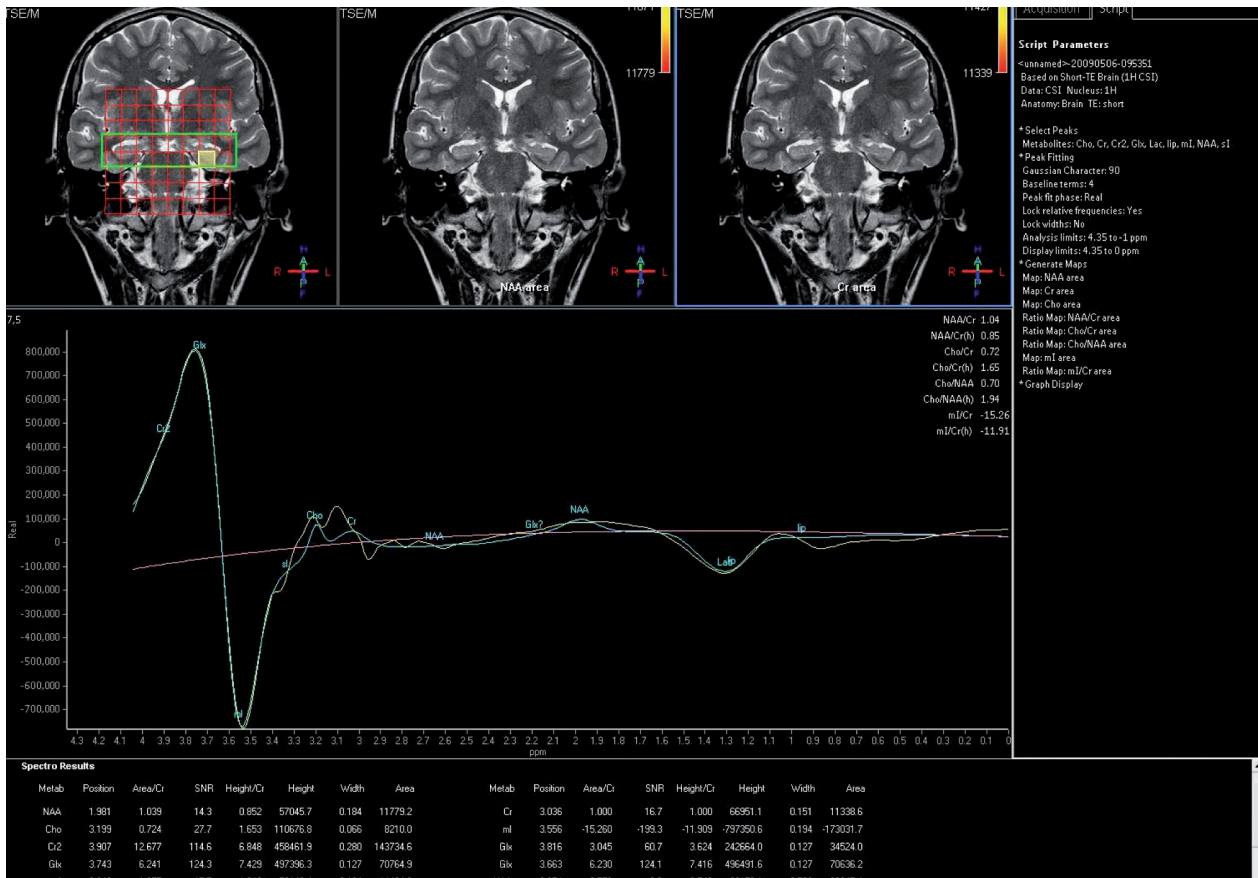 TSE/M
TSE/M
TSE/M
11779
11339
H
A
R L
P
F
H
A
R L
P
F
H
A
R L
P
F
NAA area
Cr area
Acquisition Script
Script Parameters
<unnamed>-20090506-095351
Based on Short-TE Brain (1H CSI)
Data: CSI Nucleus: 1H
Anatomy: Brain TE: short
*Select Peaks
Metabolites: Cho, Cr, Cr2, Glx, Lac, lip, mI, NAA, sI
*Peak Fitting
Gaussian Character: 90
Baseline terms: 4
Peak fit phase: Real
Lock relative frequencies: Yes
Lock widths: No
Analysis limits: 4.35 to -1 ppm
Display limits: 4.35 to 0 ppm
*Generate Maps
Map: NAA area
Map: Cr area
Map: Cho area
Ratio Map: NAA/Cr area
Ratio Map: Cho/Cr area
Ratio Map: Cho/NAA area
Map: mI area
Ratio Map: mI/Cr area
*Graph Display
7,5
NAA/Cr 1.04
NAA/Cr(h) 0.85
Cho/Cr 0.72
Cho/Cr(h) 1.65
Cho/NAA 0.70
Cho/NAA(h) 1.94
mI/Cr -15.26
mI/Cr(h) -11.91
800,000
700,000
600,000
500,000
400,000
300,000
200,000
100,000
0
-100,000
-200,000
-300,000
-400,000
-500,000
-600,000
-700,000
Real
Glx
Cr2
Cho
Cr
sI
NAA
Glx?
NAA
Lac
lip
lip
mI
4.3 4.2 4.1 4 3.9 3.8 3.7 3.6 3.5 3.4 3.3 3.2 3.1 3 2.9 2.8 2.7 2.6 2.5 2.4 2.3 2.2 2.1 2 1.9 1.8 1.7 1.6 1.5 1.4 1.3 1.2 1.1 1 0.9 0.8 0.7 0.6 0.5 0.4 0.3 0.2 0.1 0
ppm
Spectro Results
Metab Position Area/Cr SNR Height/Cr Height Width Area Metab Position Area/Cr SNR Height/Cr Height Width Area
NAA 1.981 1.039 14.3 0.852 57045.7 0.184 11779.2 Cr 3.036 1.000 16.7 1.000 66951.1 0.151 11338.6
Cho 3.199 0.724 27.7 1.653 110676.8 0.066 8210.0 mI 3.556 -15.260 -199.3 -11.909 -797350.6 0.194 -173031.7
Cr2 3.907 12.677 114.6 6.848 458461.9 0.280 143734.6 Glx 3.816 3.045 60.7 3.624 242664.0 0.127 34524.0
Glx 3.743 6.241 124.3 7.429 497396.3 0.127 70764.9 Glx 3.663 6.230 124.1 7.416 496491.6 0.127 70636.2